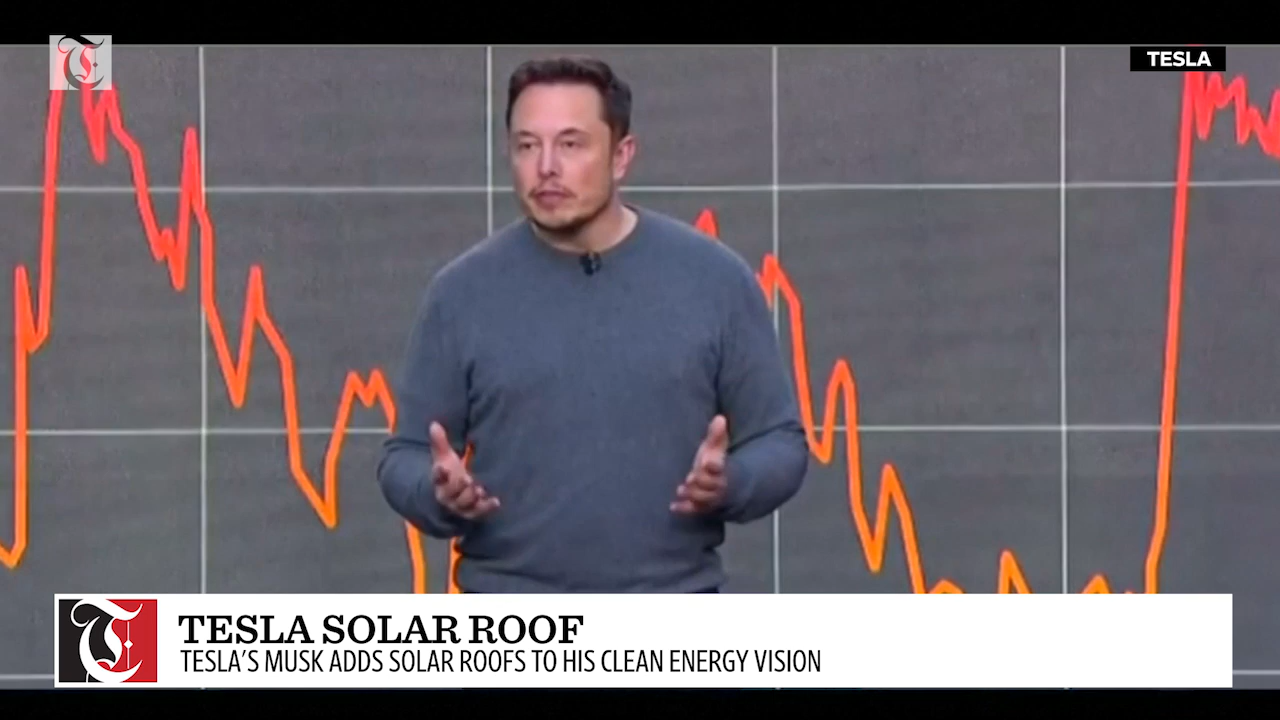 TESLA
TESLA SOLAR ROOF
TESLA'S MUSK ADDS SOLAR ROOFS TO HIS CLEAN ENERGY VISION